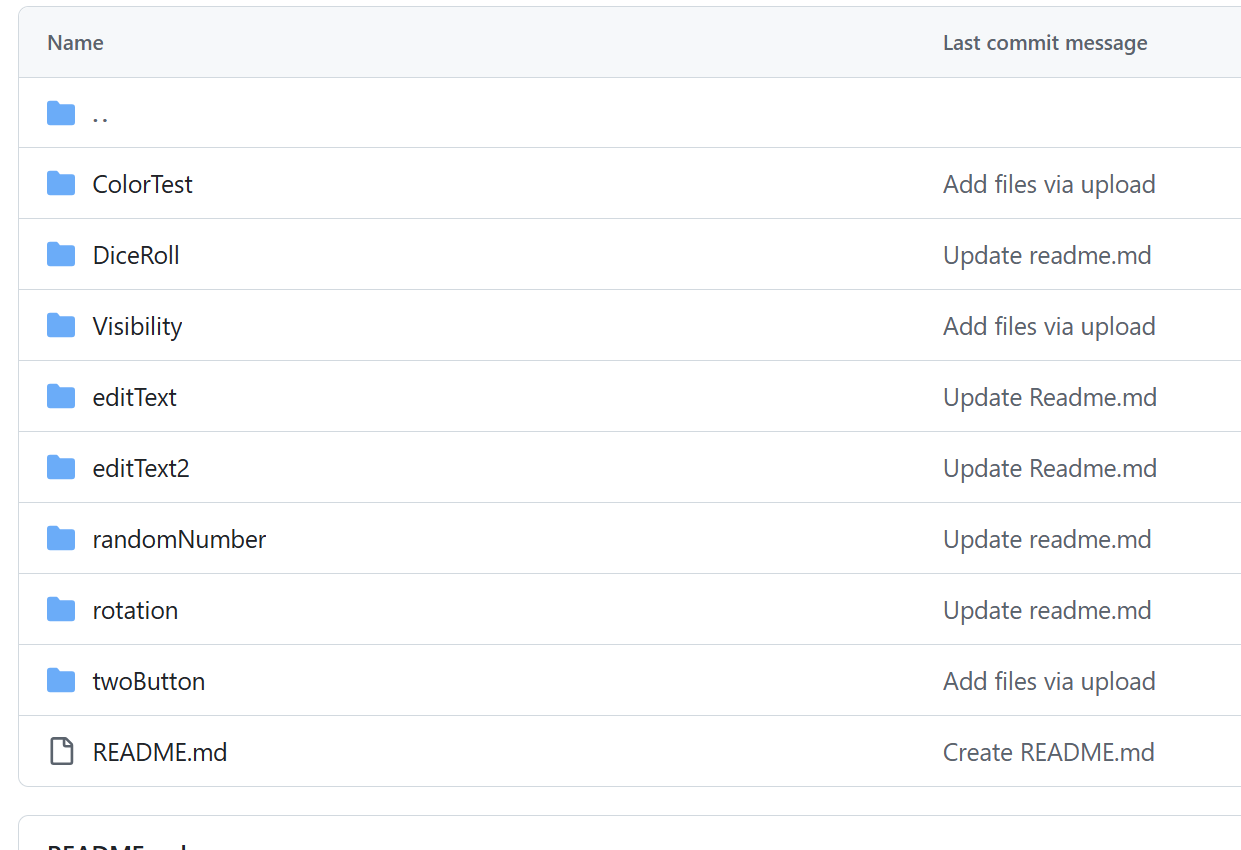 Name Last commit message
..
ColorTest Add files via upload
DiceRoll Update readme.md
Visibility Add files via upload
editText Update Readme.md
editText2 Update Readme.md
randomNumber Update readme.md
rotation Update readme.md
twoButton Add files via upload
README.md Create README.md